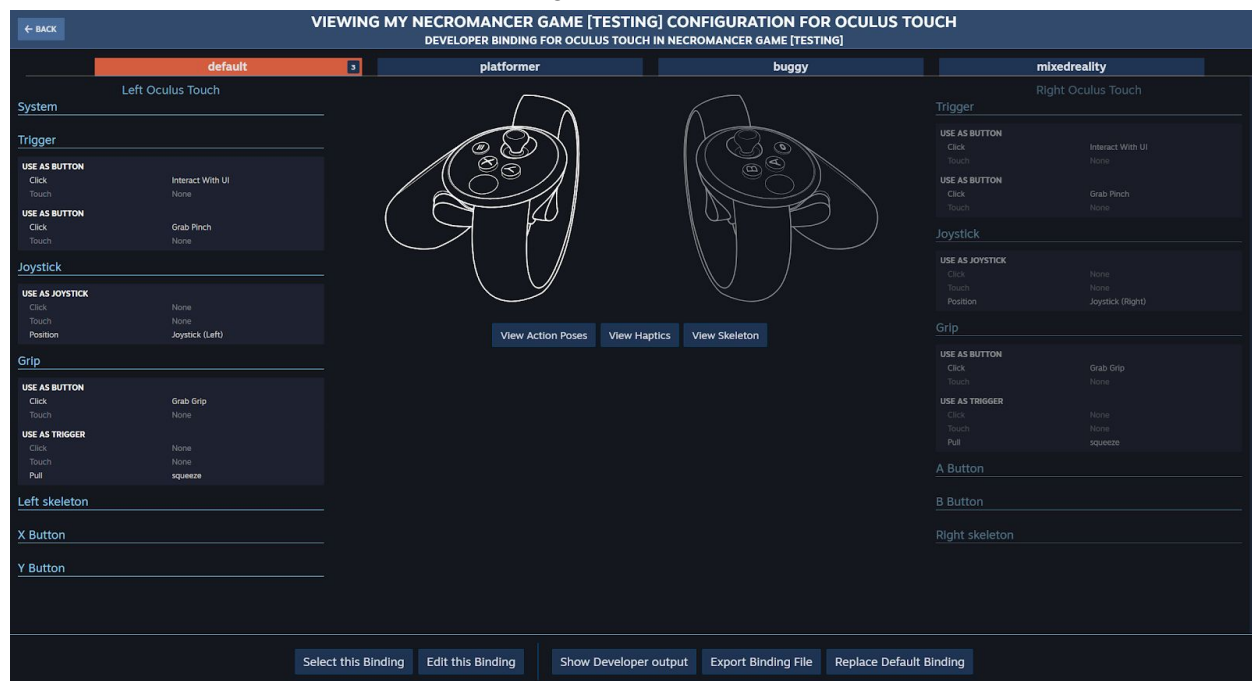 ← BACK
VIEWING MY NECROMANCER GAME [TESTING] CONFIGURATION FOR OCULUS TOUCH
DEVELOPER BINDING FOR OCULUS TOUCH IN NECROMANCER GAME [TESTING]
default 3 platformer buggy mixedreality
Left Oculus Touch
System
Trigger
USE AS BUTTON
Click Interact With UI
Touch None
USE AS BUTTON
Click Grab Pinch
Touch None
Joystick
USE AS JOYSTICK
Click None
Touch None
Position Joystick (Left)
Grip
USE AS BUTTON
Click Grab Grip
Touch None
USE AS TRIGGER
Click None
Touch None
Pull squeeze
Left skeleton
X Button
Y Button
X
Y
A
B
View Action Poses View Haptics View Skeleton
Right Oculus Touch
Trigger
USE AS BUTTON
Click Interact With UI
Touch None
USE AS BUTTON
Click Grab Pinch
Touch None
Joystick
USE AS JOYSTICK
Click None
Touch None
Position Joystick (Right)
Grip
USE AS BUTTON
Click Grab Grip
Touch None
USE AS TRIGGER
Click None
Touch None
Pull squeeze
A Button
B Button
Right skeleton
Select this Binding Edit this Binding Show Developer output Export Binding File Replace Default Binding